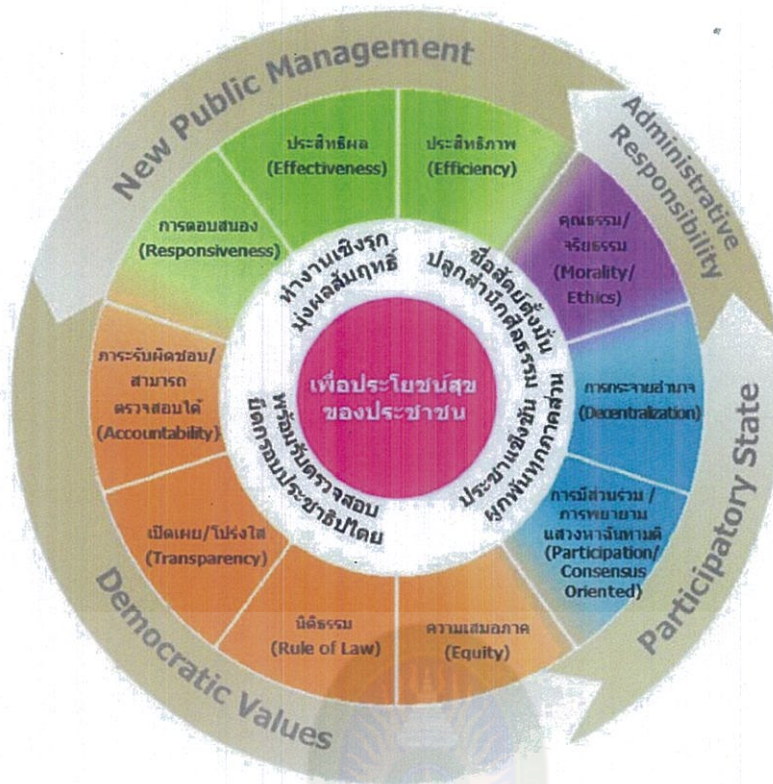 New Public Management
Administrative
Responsibility
Participatory State
Democratic Values
ประสิทธิผล
(Effectiveness)
ประสิทธิภาพ
(Efficiency)
คุณธรรม/
จริยธรรม
(Morality/
Ethics)
การกระจายอำนาจ
(Decentralization)
การมีส่วนร่วม /
การพยายาม
แสวงหาฉันทามติ
(Participation/
Consensus
Oriented)
ความเสมอภาค
(Equity)
นิติธรรม
(Rule of Law)
เปิดเผย/โปร่งใส
(Transparency)
ภาระรับผิดชอบ/
สามารถ
ตรวจสอบได้
(Accountability)
การตอบสนอง
(Responsiveness)
ทำงานเชิงรุก
มุ่งผลสัมฤทธิ์
ซื่อสัตย์ตั้งมั่น
ปลูกสำนึกศีลธรรม
ประชาแข่งขัน
ผูกพันทุกภาคส่วน
พร้อมรับตรวจสอบ
ยึดกรอบประชาธิปไตย
เพื่อประโยชน์สุข
ของประชาชน